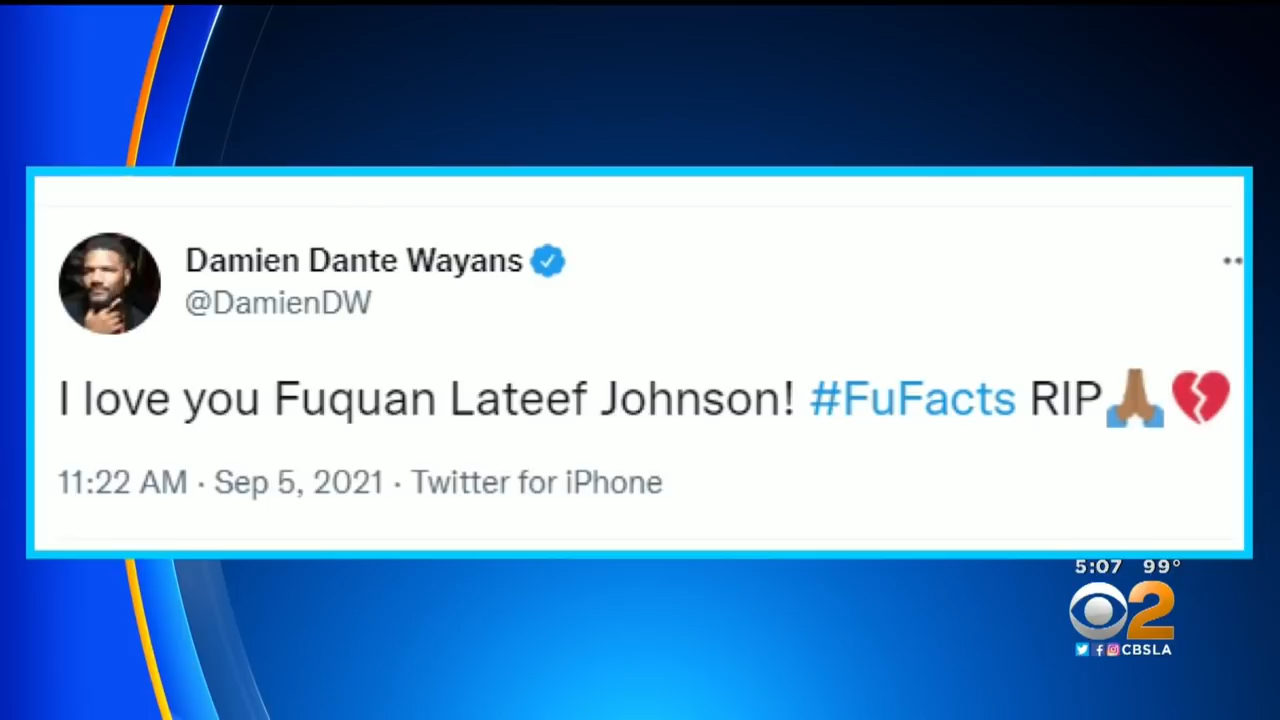 Damien Dante Wayans
@DamienDW
I love you Fuquan Lateef Johnson! #FuFacts RIP🙏🏽💔
11:22 AM · Sep 5, 2021 · Twitter for iPhone
5:07 99°
2
CBSLA